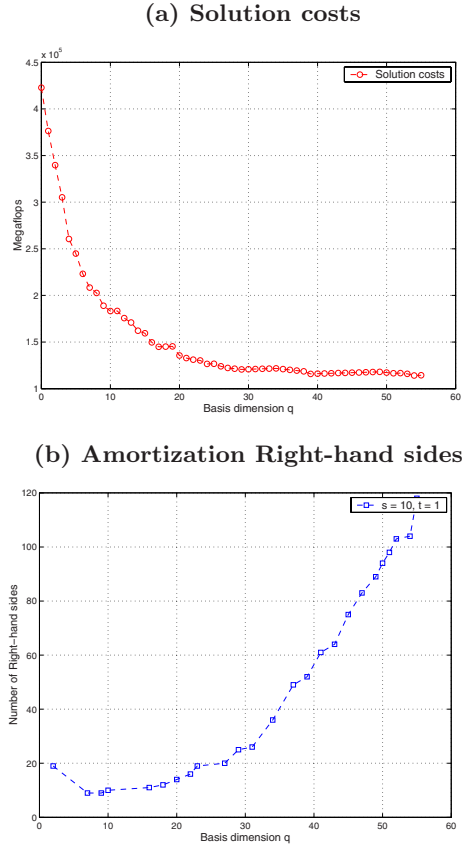 (a) Solution costs
x 10^5
4.5
Solution costs
4
3.5
3
Megaflops
2.5
2
1.5
1
0 10 20 30 40 50 60
Basis dimension q
(b) Amortization Right-hand sides
120
s = 10, t = 1
100
80
Number of Right-hand sides
60
40
20
0
0 10 20 30 40 50 60
Basis dimension q